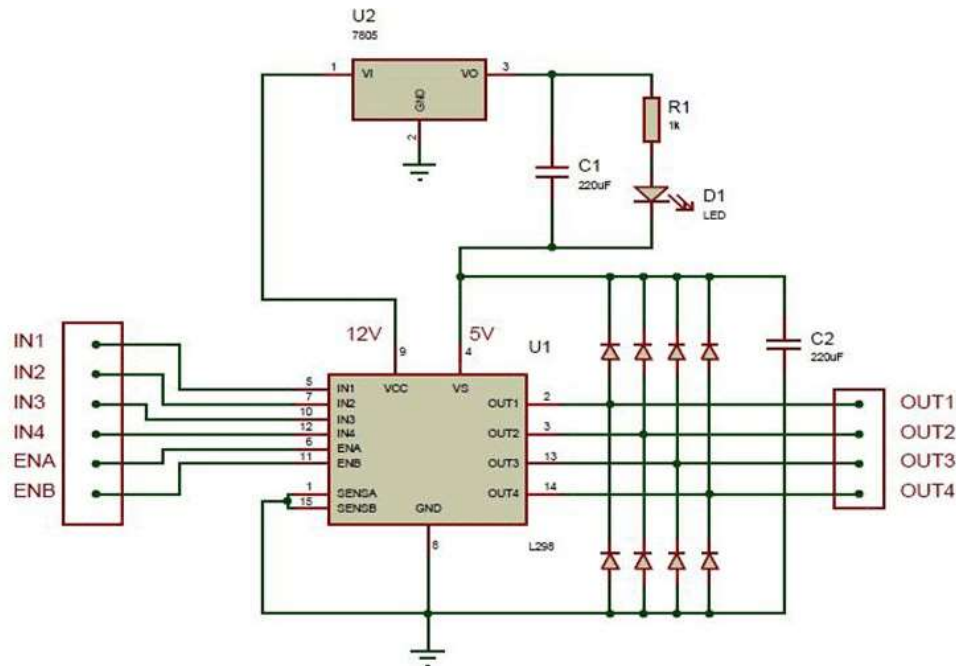 U2
7805
1 VI VO 3
GND
2
R1
1k
C1
220uF
D1
LED
12V 5V
9 4
U1
C2
220uF
IN1
IN2
IN3
IN4
ENA
ENB
5 IN1
7 IN2
10 IN3
12 IN4
6 ENA
11 ENB
1 SENSA
15 SENSB
VCC VS
OUT1 2
OUT2 3
OUT3 13
OUT4 14
GND
8
L298
OUT1
OUT2
OUT3
OUT4